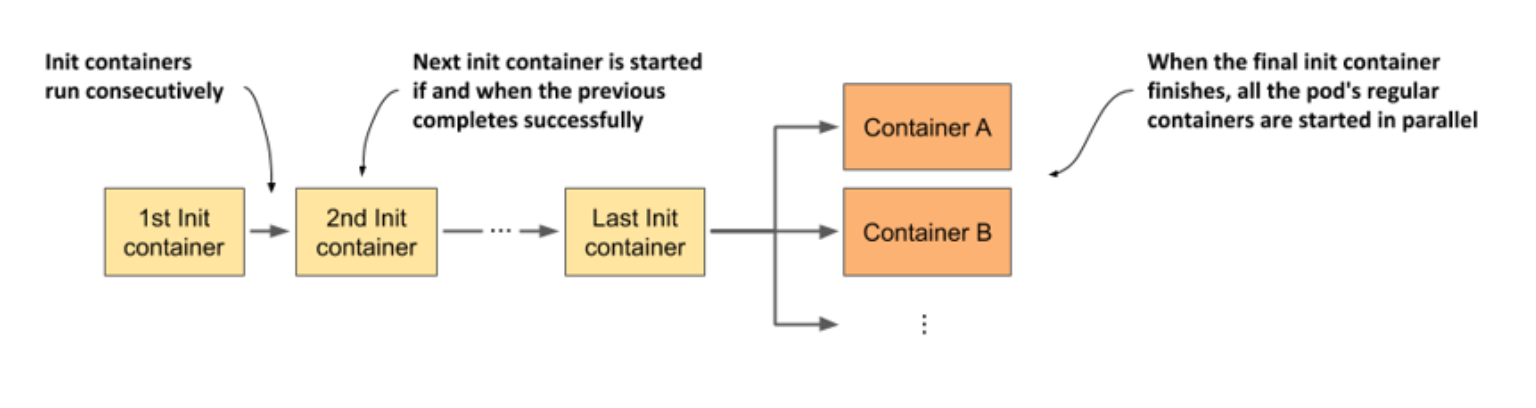 Init containers
run consecutively
Next init container is started
if and when the previous
completes successfully
When the final init container
finishes, all the pod's regular
containers are started in parallel
1st Init
container
2nd Init
container
...
Last Init
container
Container A
Container B
...